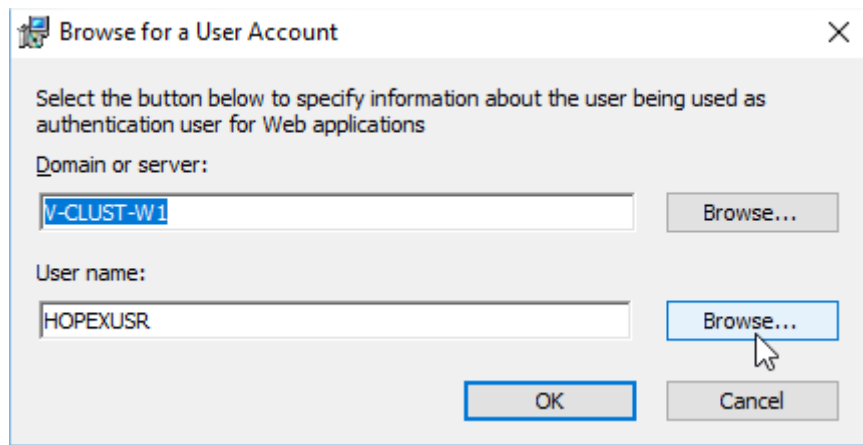 Browse for a User Account
Select the button below to specify information about the user being used as
authentication user for Web applications
Domain or server:
V-CLUST-W1
Browse...
User name:
HOPEXUSR
Browse...
OK
Cancel